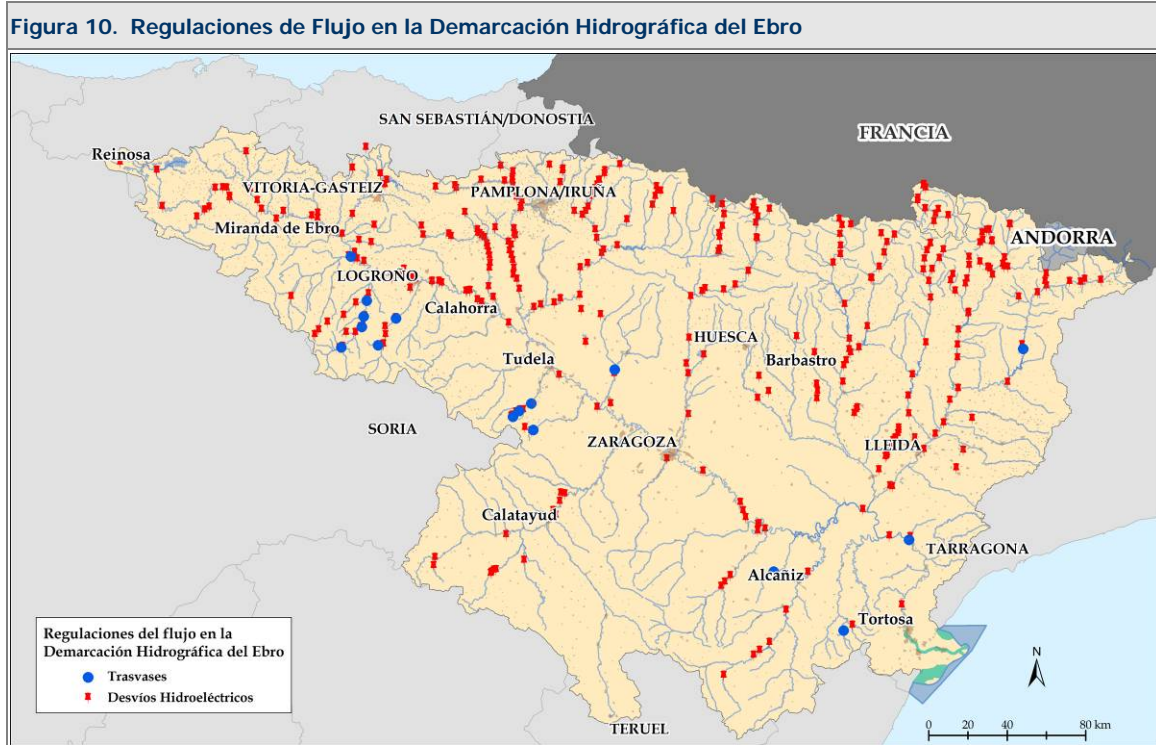 Figura 10. Regulaciones de Flujo en la Demarcación Hidrográfica del Ebro
SAN SEBASTIÁN/DONOSTIA
FRANCIA
Reinosa
VITORIA-GASTEIZ
PAMPLONA/IRUÑA
Miranda de Ebro
ANDORRA
LOGROÑO
Calahorra
HUESCA
Barbastro
Tudela
SORIA
ZARAGOZA
LLEIDA
Calatayud
TARRAGONA
Alcañiz
Tortosa
Regulaciones del flujo en la
Demarcación Hidrográfica del Ebro
Trasvases
Desvíos Hidroeléctricos
N
TERUEL
0 20 40 80 km